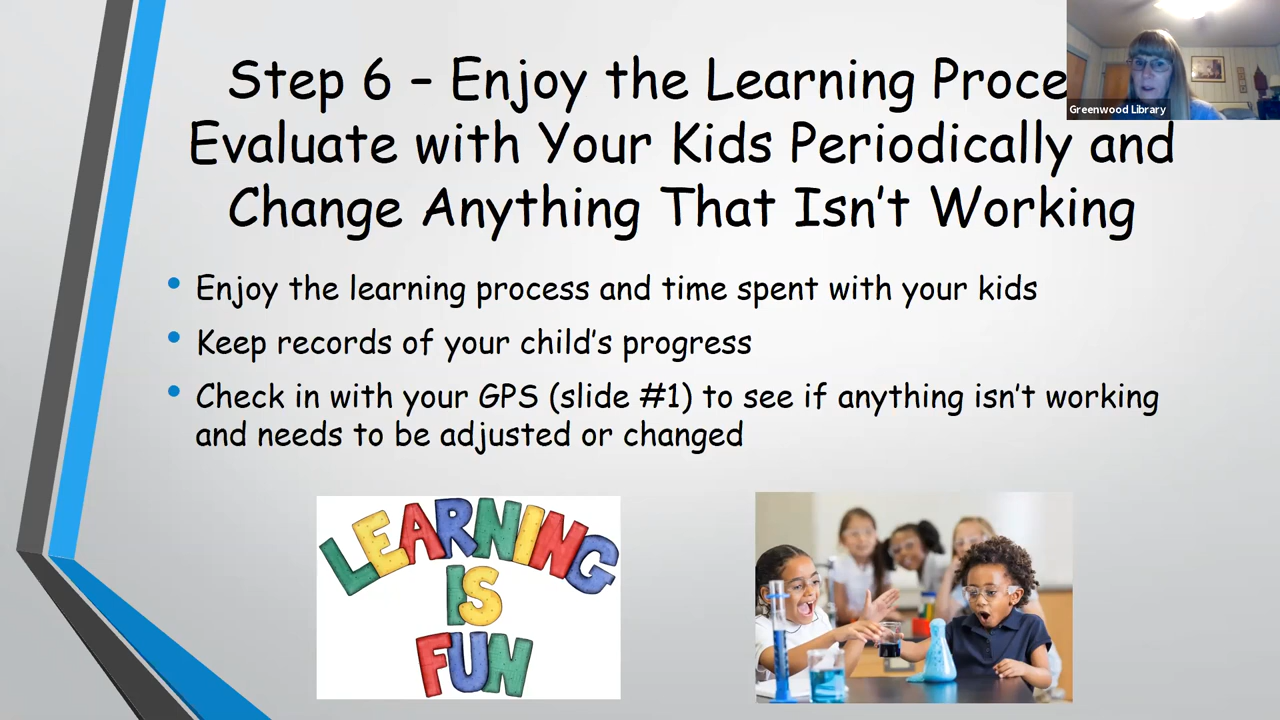 Step 6 – Enjoy the Learning
Evaluate with Your Kids Periodically and
Change Anything That Isn't Working
Greenwood Library
• Enjoy the learning process and time spent with your kids
• Keep records of your child's progress
• Check in with your GPS (slide #1) to see if anything isn't working
and needs to be adjusted or changed
LEARNING
IS
FUN